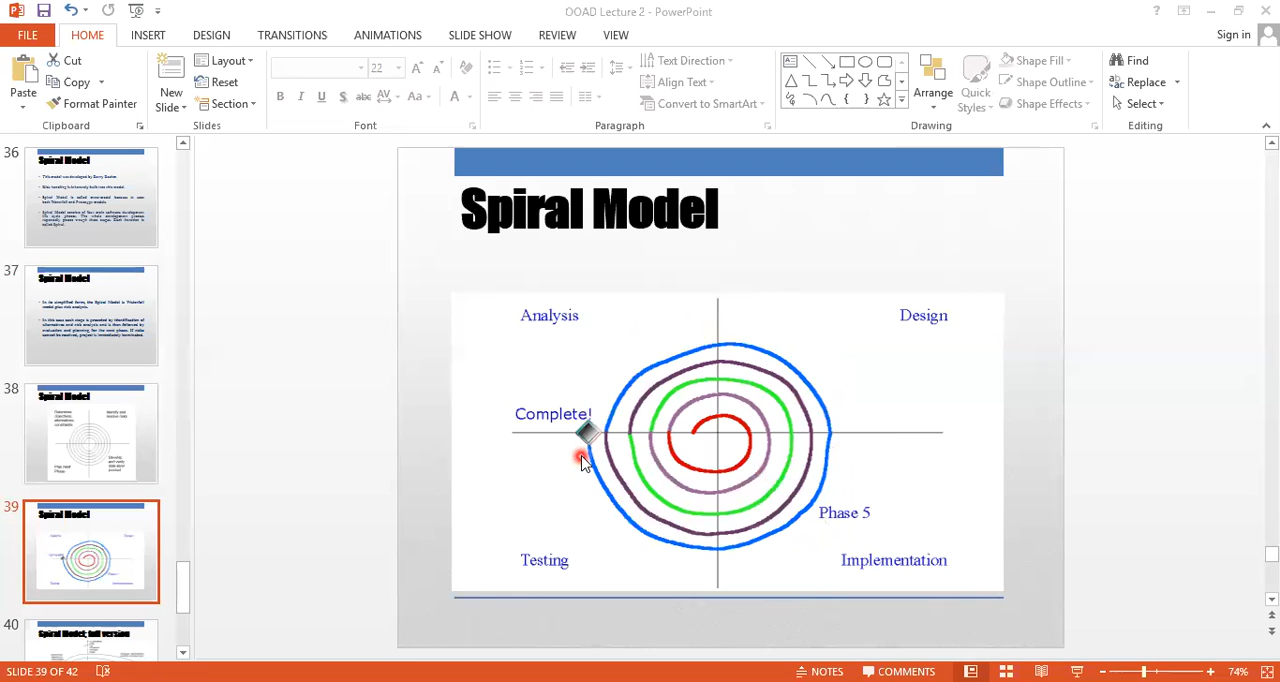 OOAD Lecture 2 - PowerPoint
FILE HOME INSERT DESIGN TRANSITIONS ANIMATIONS SLIDE SHOW REVIEW VIEW Sign in
Paste
Cut
Copy
Format Painter
Clipboard
New Slide
Layout
Reset
Section
Slides
22
B I U S abc AV Aa A
Font
Text Direction
Align Text
Convert to SmartArt
Paragraph
Arrange
Quick Styles
Shape Fill
Shape Outline
Shape Effects
Drawing
Find
Replace
Select
Editing
36
Spiral Model
37
Spiral Model
38
Spiral Model
39
Spiral Model
40
Spiral Model, full version
Spiral Model
Analysis
Design
Complete!
Phase 5
Testing
Implementation
SLIDE 39 OF 42
NOTES
COMMENTS
74%